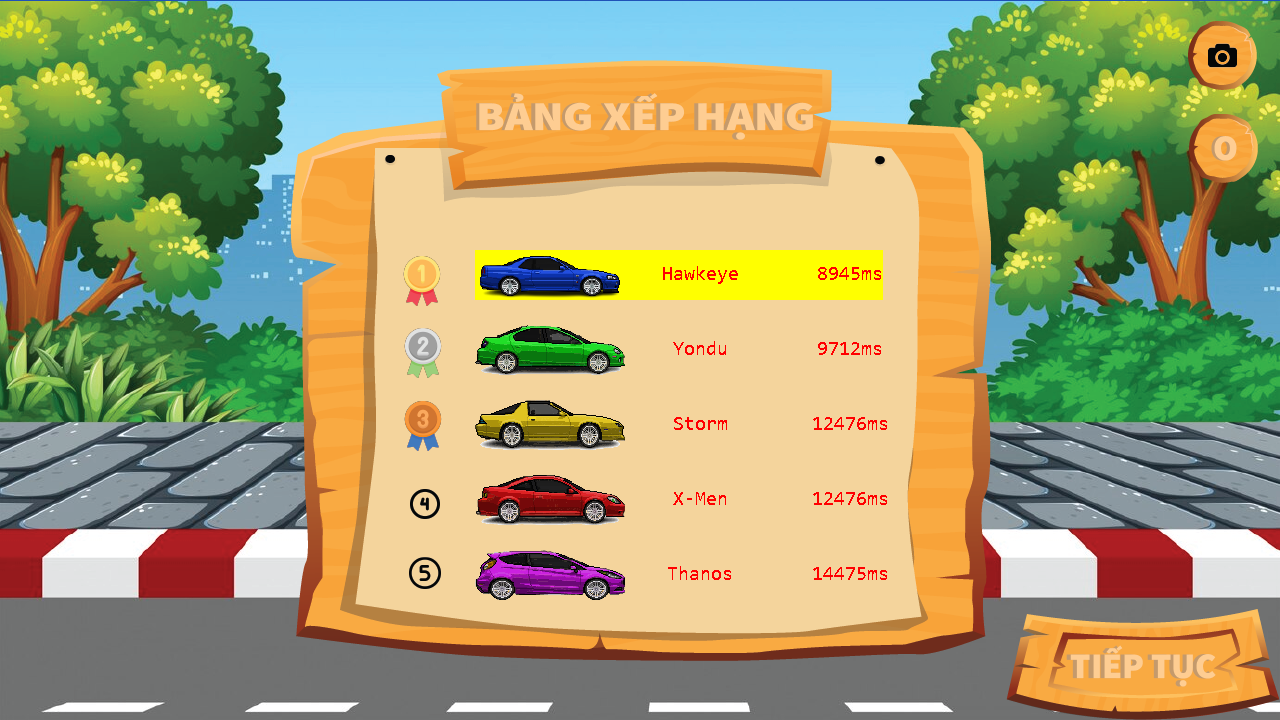 BẢNG XẾP HẠNG
O
1 Hawkeye 8945ms
2 Yondu 9712ms
3 Storm 12476ms
4 X-Men 12476ms
5 Thanos 14475ms
TIẾP TỤC